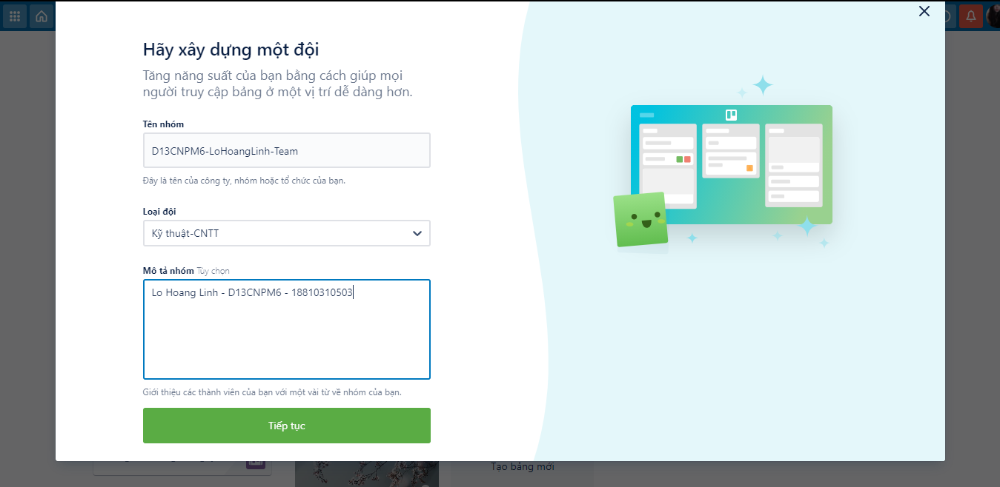 Hãy xây dựng một đội
Tăng năng suất của bạn bằng cách giúp mọi
người truy cập bảng ở một vị trí dễ dàng hơn.
Tên nhóm
D13CNPM6-LoHoangLinh-Team
Đây là tên của công ty, nhóm hoặc tổ chức của bạn.
Loại đội
Kỹ thuật-CNTT
Mô tả nhóm Tùy chọn
Lo Hoang Linh - D13CNPM6 - 18810310503
Giới thiệu các thành viên của bạn với một vài từ về nhóm của bạn.
Tiếp tục
Tạo bảng mới